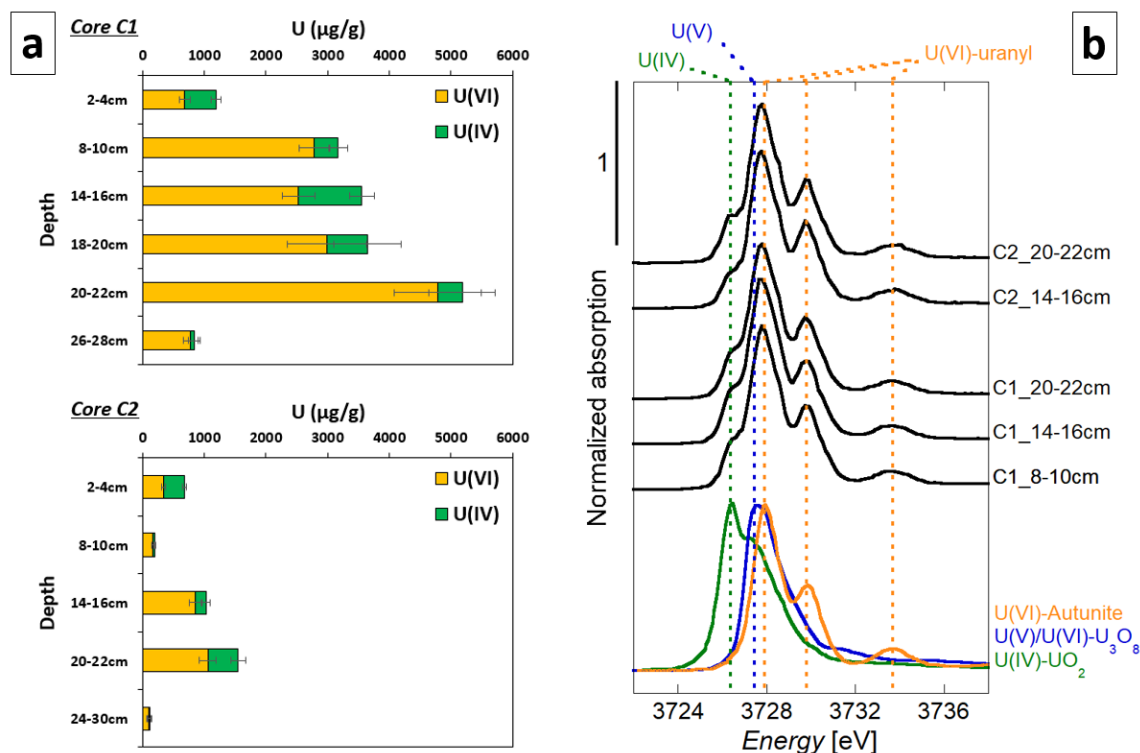 a
Core C1
U (µg/g)
0 1000 2000 3000 4000 5000 6000
Depth
2-4cm
8-10cm
14-16cm
18-20cm
20-22cm
26-28cm
U(VI)
U(IV)
Core C2
U (µg/g)
0 1000 2000 3000 4000 5000 6000
Depth
2-4cm
8-10cm
14-16cm
20-22cm
24-30cm
U(VI)
U(IV)
b
U(V)
U(IV)
U(VI)-uranyl
1
Normalized absorption
C2_20-22cm
C2_14-16cm
C1_20-22cm
C1_14-16cm
C1_8-10cm
U(VI)-Autunite
U(V)/U(VI)-U₃O₈
U(IV)-UO₂
3724 3728 3732 3736
Energy [eV]